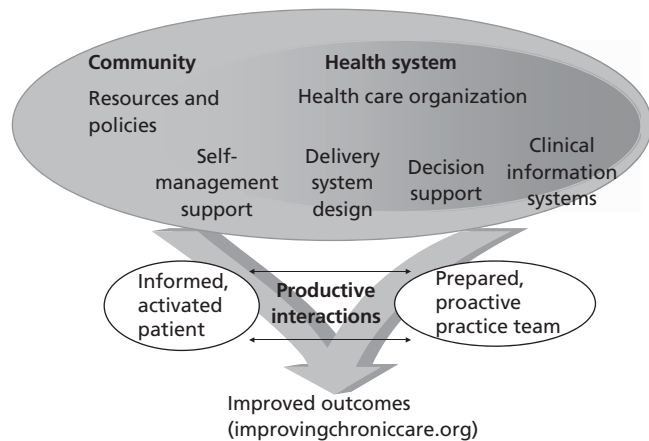 Community
Resources and
policies
Health system
Health care organization
Self-
management
support
Delivery
system
design
Decision
support
Clinical
information
systems
Informed,
activated
patient
Productive
interactions
Prepared,
proactive
practice team
Improved outcomes
(improvingchroniccare.org)